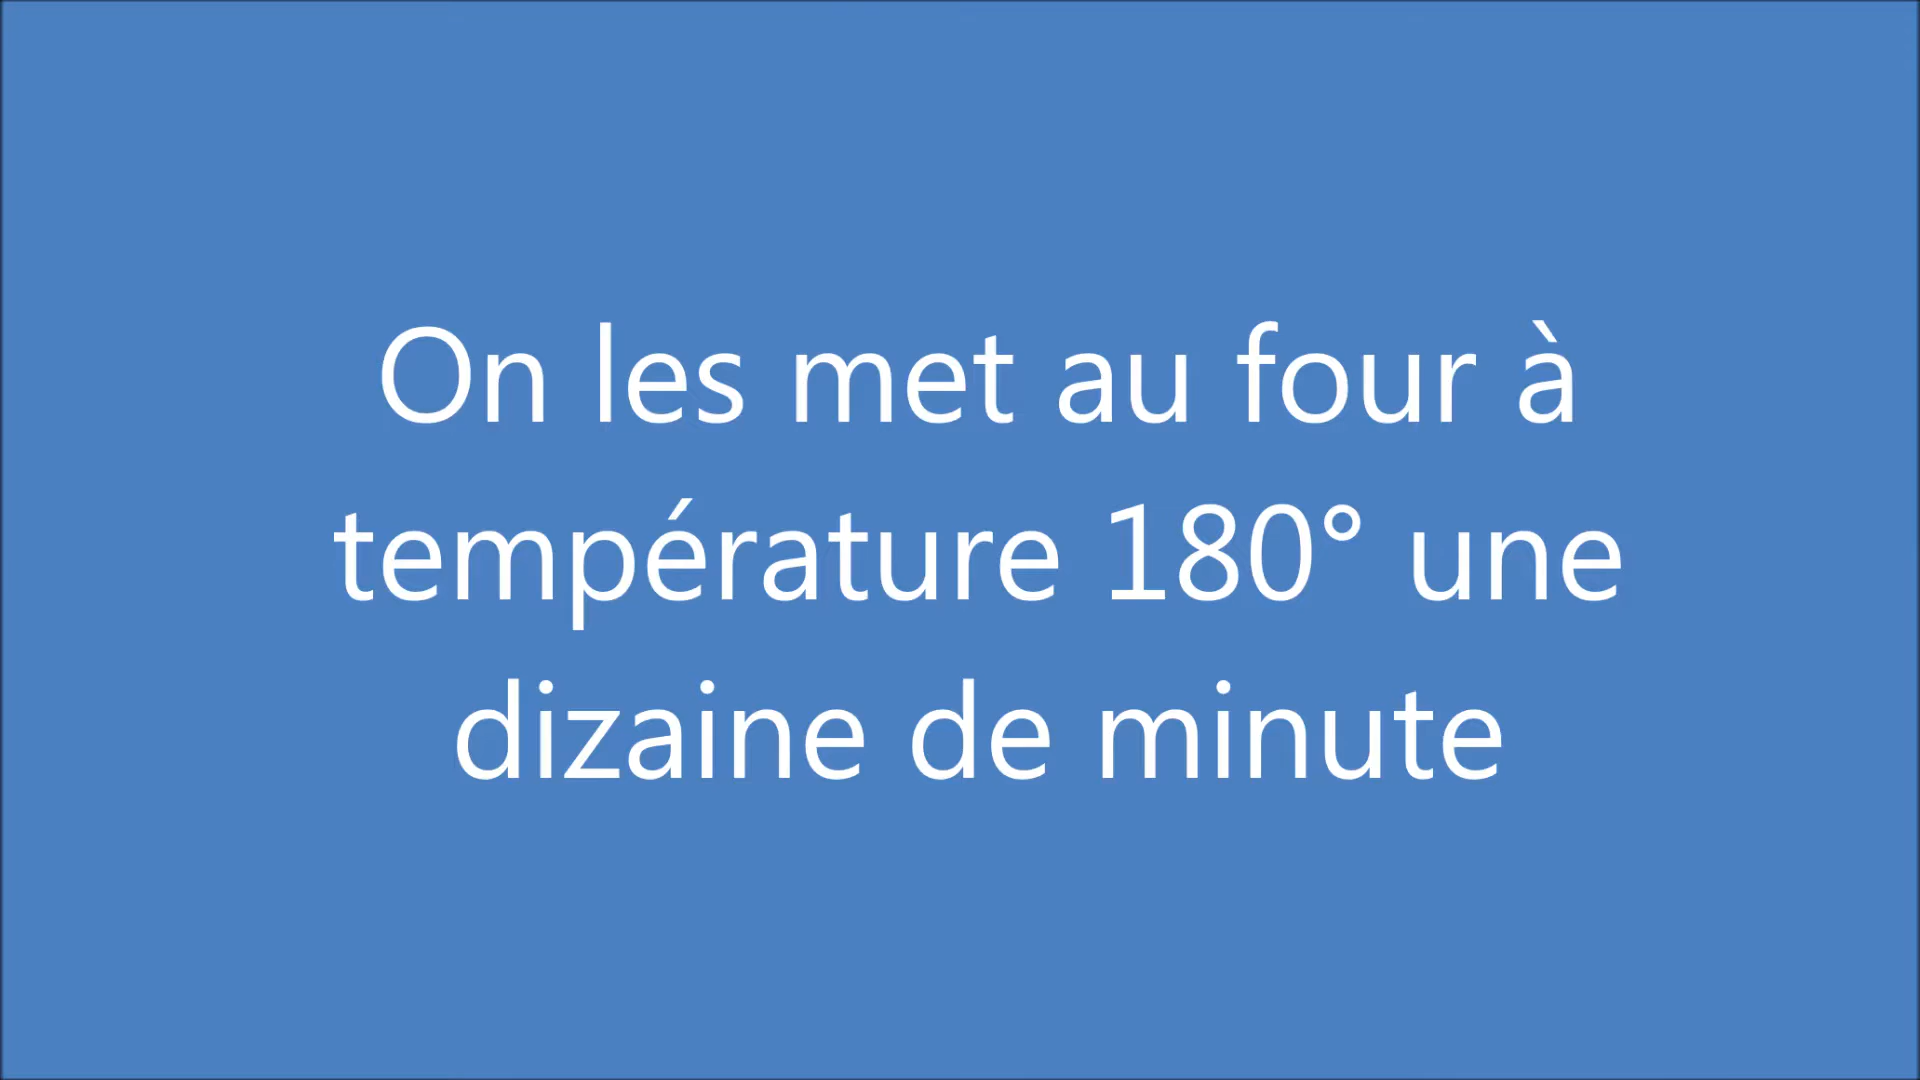 On les met au four à
température 180° une
dizaine de minute